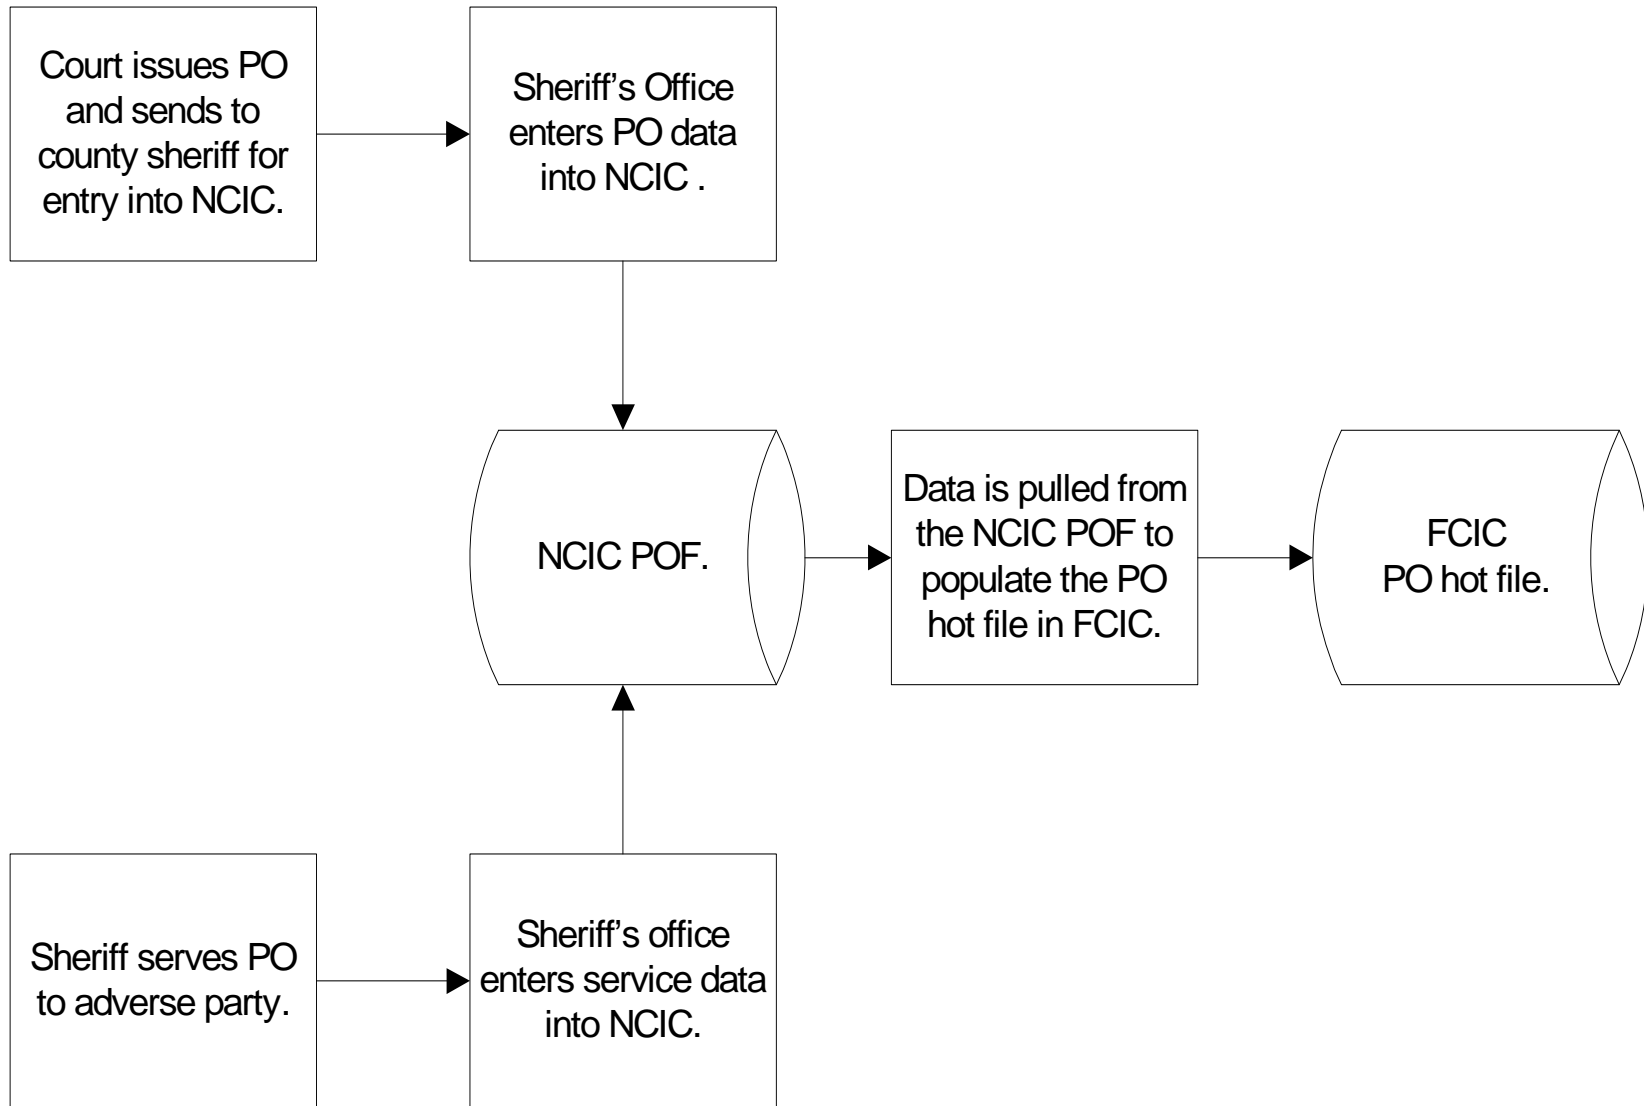 Court issues PO
and sends to
county sheriff for
entry into NCIC.
Sheriff's Office
enters PO data
into NCIC .
NCIC POF.
Data is pulled from
the NCIC POF to
populate the PO
hot file in FCIC.
FCIC
PO hot file.
Sheriff serves PO
to adverse party.
Sheriff's office
enters service data
into NCIC.